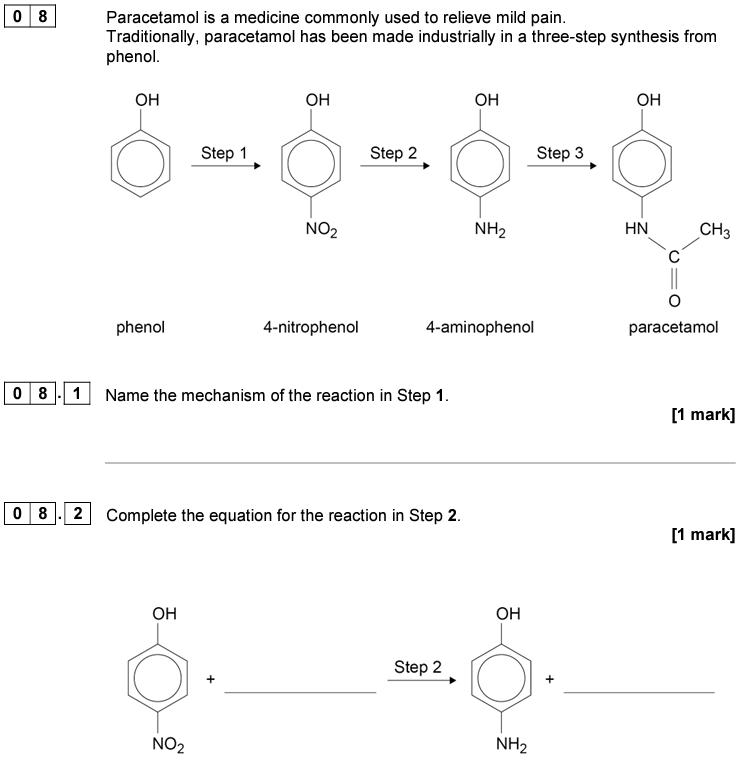 0 8 Paracetamol is a medicine commonly used to relieve mild pain.
Traditionally, paracetamol has been made industrially in a three-step synthesis from
phenol.
OH OH OH OH
Step 1 Step 2 Step 3
NO₂ NH₂ HN CH₃
C
O
phenol 4-nitrophenol 4-aminophenol paracetamol
0 8 . 1 Name the mechanism of the reaction in Step 1.
[1 mark]
0 8 . 2 Complete the equation for the reaction in Step 2.
[1 mark]
OH OH
+ Step 2 +
NO₂ NH₂